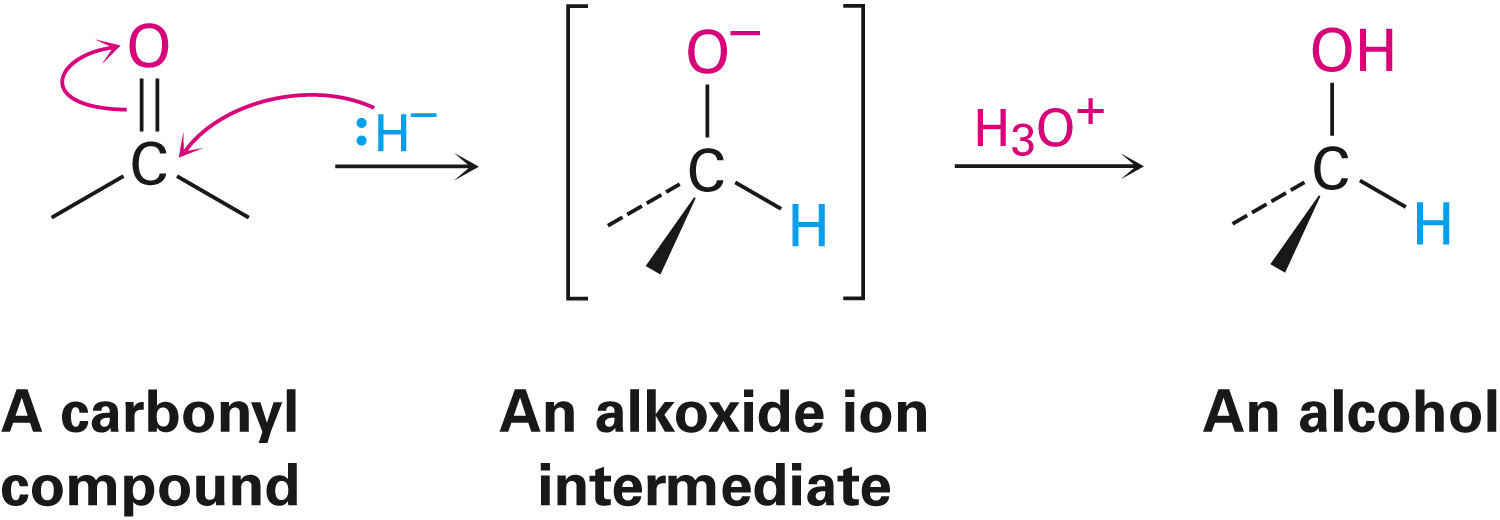 O
C
:H⁻
O⁻
C
H
H₃O⁺
OH
C
H
A carbonyl
compound
An alkoxide ion
intermediate
An alcohol